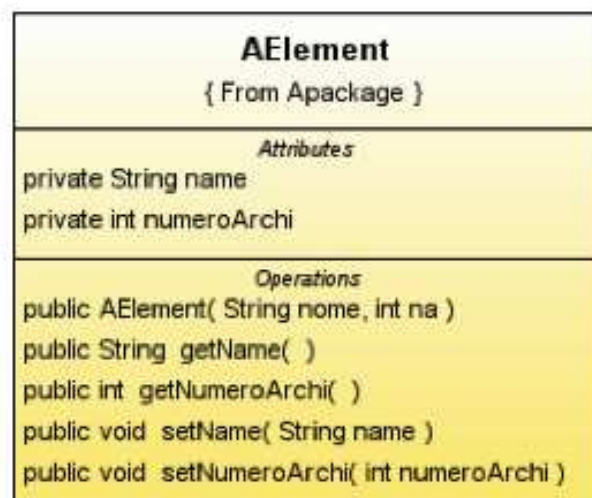 AElement
{ From Apackage }
Attributes
private String name
private int numeroArchi
Operations
public AElement( String nome, int na )
public String getName( )
public int getNumeroArchi( )
public void setName( String name )
public void setNumeroArchi( int numeroArchi )